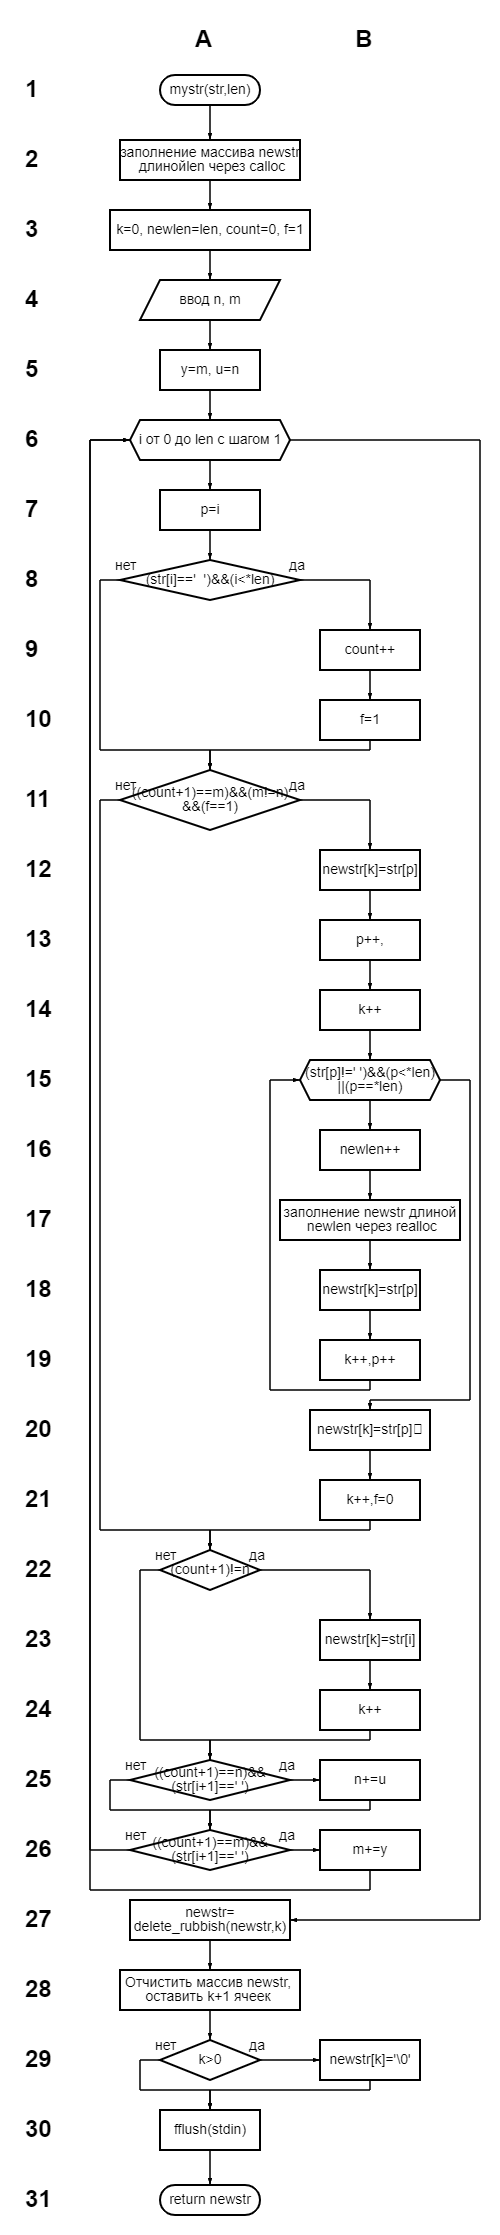 A B
1 mystr(str,len)
2 заполнение массива newstr
длинойlen через calloc
3 k=0, newlen=len, count=0, f=1
4 ввод n, m
5 y=m, u=n
6 i от 0 до len с шагом 1
7 p=i
нет да
8 (str[i]==' ')&&(i<*len)
9 count++
10 f=1
нет да
11 ((count+1)==m)&&(m!=n)
&&(f==1)
12 newstr[k]=str[p]
13 p++,
14 k++
15 (str[p]!=' ')&&(p<*len)
||(p==*len)
16 newlen++
17 заполнение newstr длиной
newlen через realloc
18 newstr[k]=str[p]
19 k++,p++
20 newstr[k]=str[p]
21 k++,f=0
нет да
22 (count+1)!=n
23 newstr[k]=str[i]
24 k++
нет да
25 ((count+1)==n)&& n+=u
(str[i+1]==' ')
нет да
26 ((count+1)==m)&& m+=y
(str[i+1]==' ')
27 newstr=
delete_rubbish(newstr,k)
28 Отчистить массив newstr,
оставить k+1 ячеек
нет да
29 k>0 newstr[k]='\0'
30 fflush(stdin)
31 return newstr